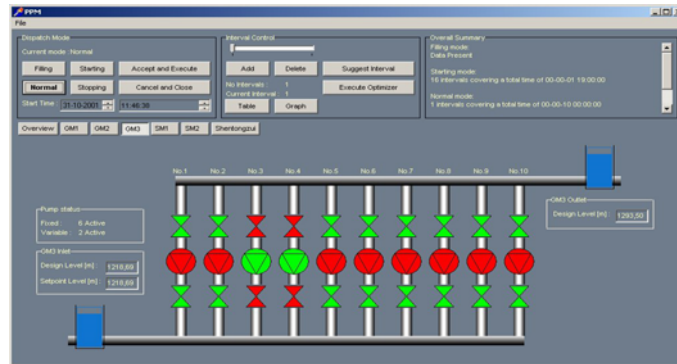 PPM
File
Dispatch Mode
Current mode :Normal
Filling Starting Accept and Execute
Normal Stopping Cancel and Close
Start Time 31-10-2001 11:46:38
Interval Control
Add Delete Suggest Interval
No Intervals : 1
Current Interval : 1
Execute Optimizer
Table Graph
Overall Summary
Filling mode:
Data Present
Starting mode:
16 intervals covering a total time of 00-00-01 19:00:00
Normal mode:
1 intervals covering a total time of 00-00-10 00:00:00
Overview GM1 GM2 GM3 SM1 SM2 Shentongzui
No.1 No.2 No.3 No.4 No.5 No.6 No.7 No.8 No.9 No.10
Pump status
Fixed : 6 Active
Variable : 2 Active
GM3 Inlet
Design Level [m] : 1218,69
Setpoint Level [m] : 1218,69
GM3 Outlet
Design Level [m] : 1293,50